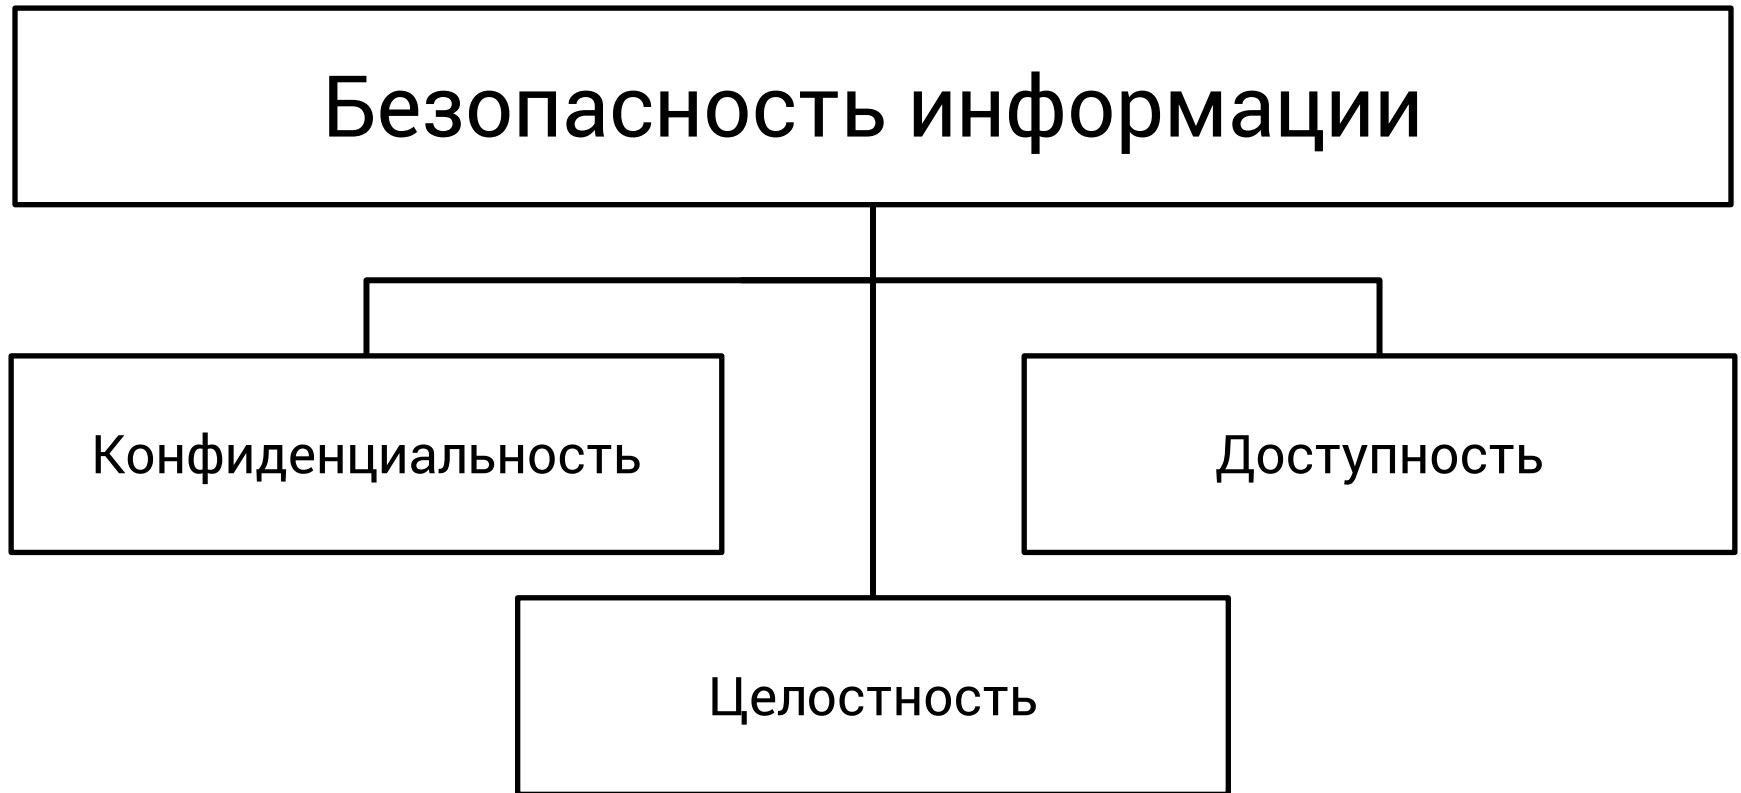 Безопасность информации
Конфиденциальность
Доступность
Целостность